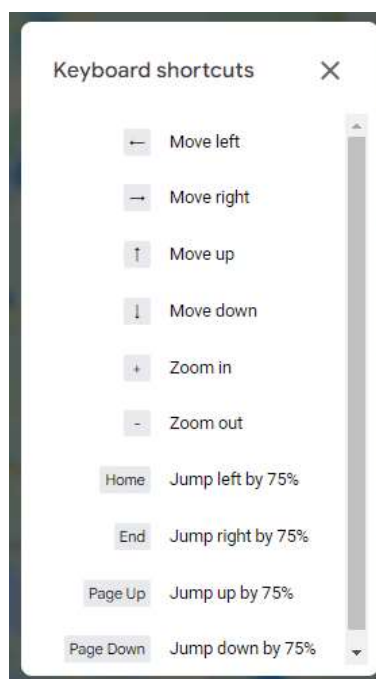 Keyboard shortcuts
← Move left
→ Move right
↑ Move up
↓ Move down
+ Zoom in
- Zoom out
Home Jump left by 75%
End Jump right by 75%
Page Up Jump up by 75%
Page Down Jump down by 75%